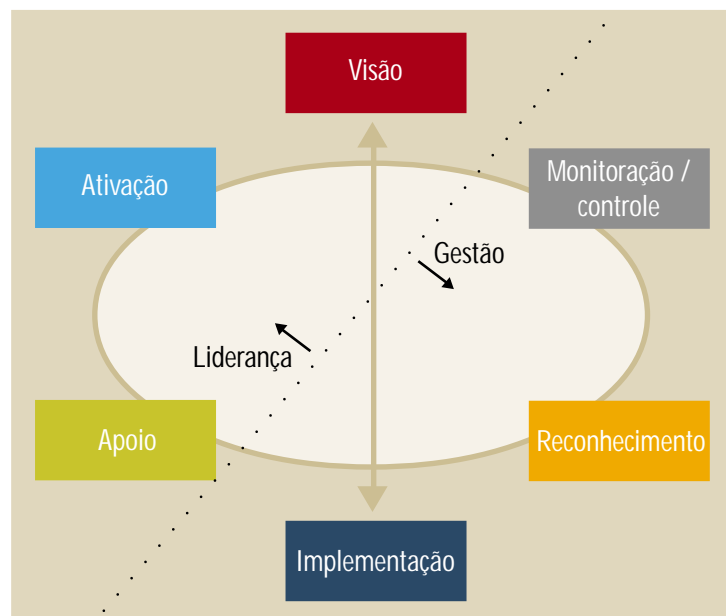 Visão
Ativação
Monitoração /
controle
Gestão
Liderança
Apoio
Reconhecimento
Implementação